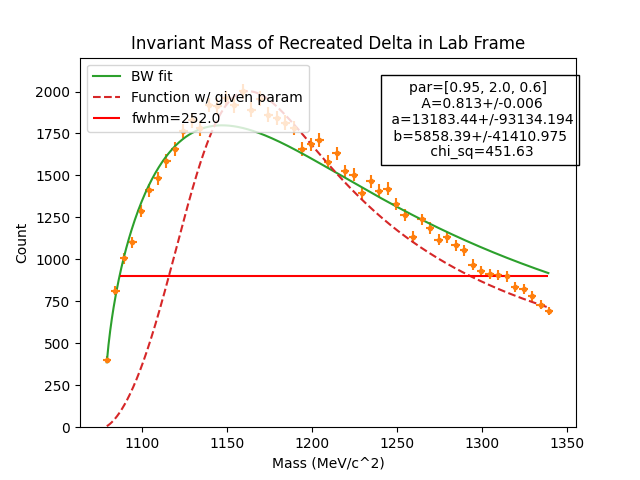 Invariant Mass of Recreated Delta in Lab Frame
BW fit
Function w/ given param
fwhm=252.0
par=[0.95, 2.0, 0.6]
A=0.813+/-0.006
a=13183.44+/-93134.194
b=5858.39+/-41410.975
chi_sq=451.63
Count
2000
1750
1500
1250
1000
750
500
250
0
1100
1150
1200
1250
1300
1350
Mass (MeV/c^2)